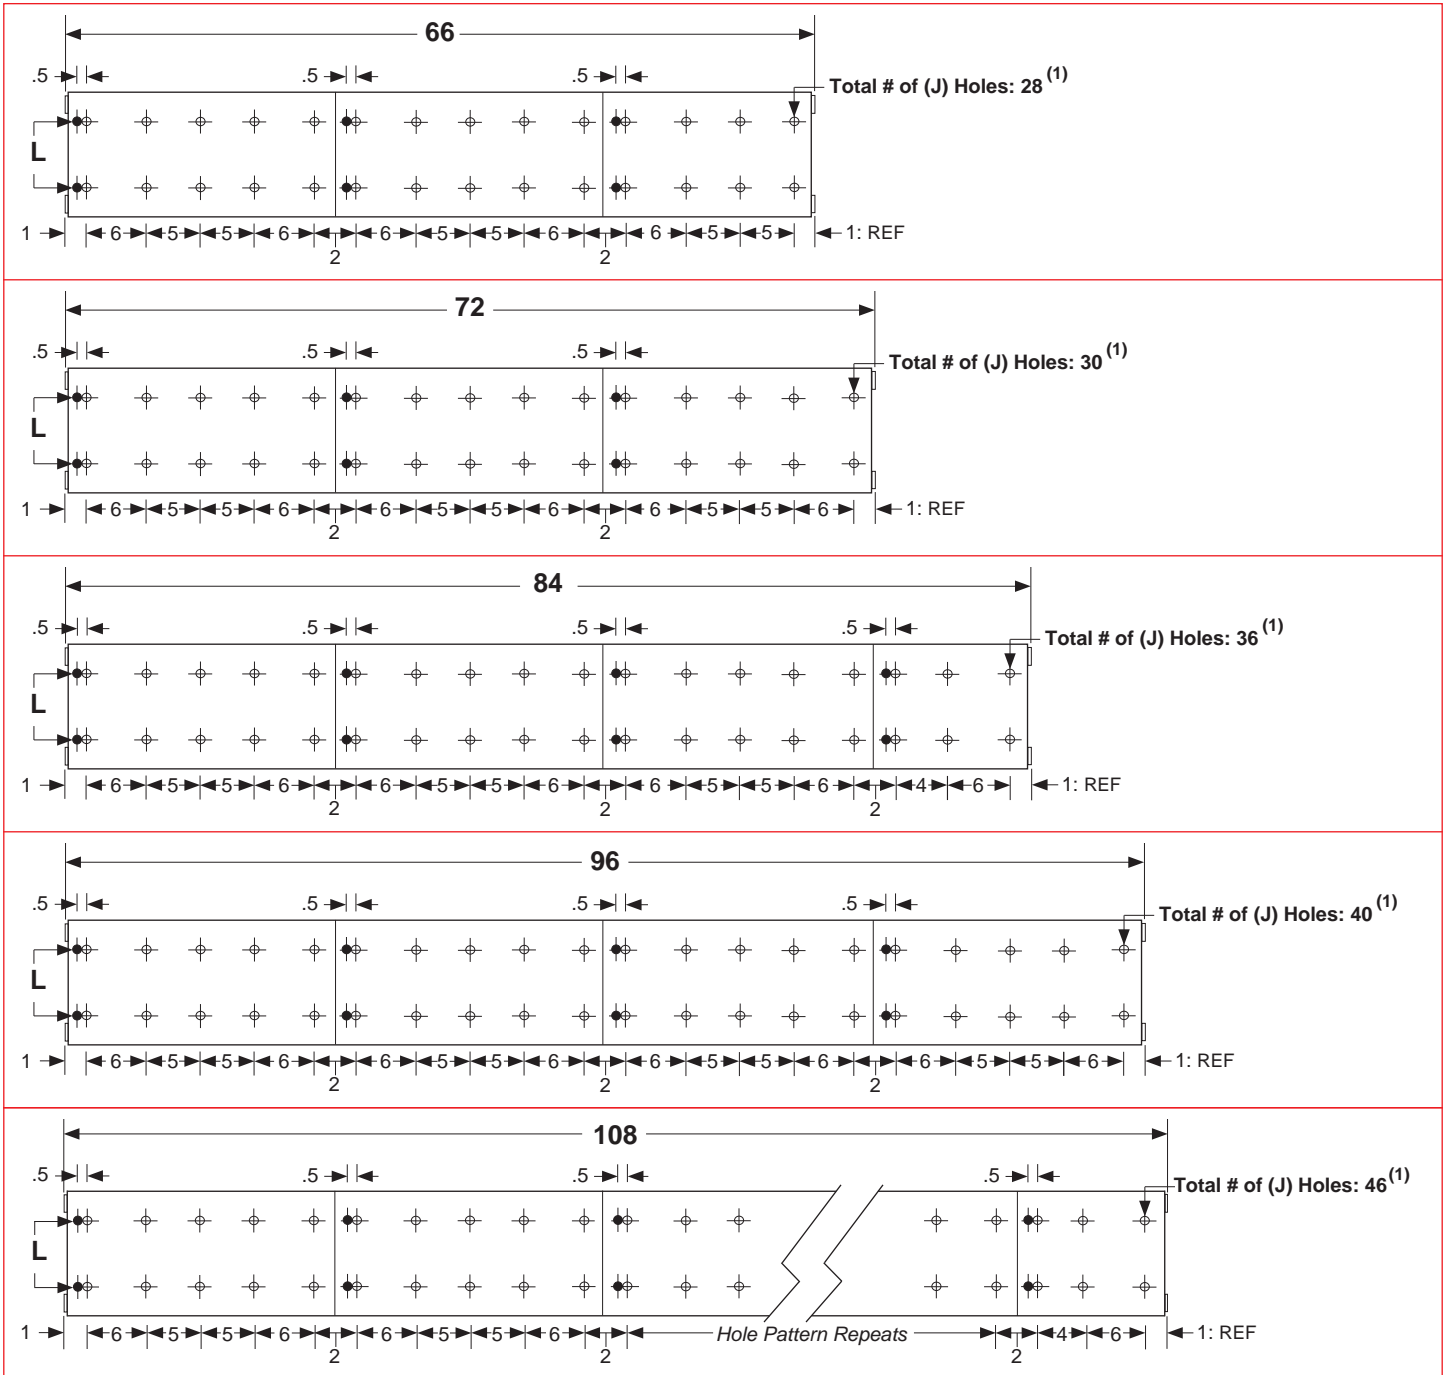 66
.5 .5 .5
Total # of (J) Holes: 28 (1)
L
1 6 5 5 6 6 5 5 6 6 5 5 1: REF
2 2
72
.5 .5 .5
Total # of (J) Holes: 30 (1)
L
1 6 5 5 6 6 5 5 6 6 5 5 6 1: REF
2 2
84
.5 .5 .5 .5
Total # of (J) Holes: 36 (1)
L
1 6 5 5 6 6 5 5 6 6 5 5 6 4 6 1: REF
2 2 2
96
.5 .5 .5 .5
Total # of (J) Holes: 40 (1)
L
1 6 5 5 6 6 5 5 6 6 5 5 6 6 5 5 6 1: REF
2 2 2
108
.5 .5 .5 .5
Total # of (J) Holes: 46 (1)
L
1 6 5 5 6 6 5 5 6 Hole Pattern Repeats 4 6 1: REF
2 2 2